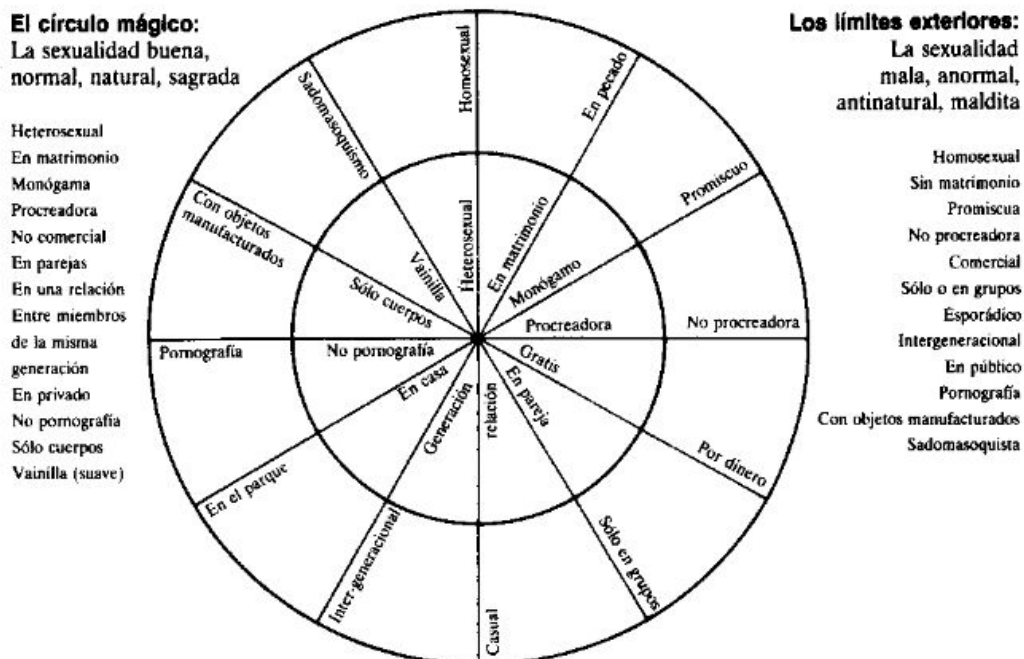 El círculo mágico:
La sexualidad buena,
normal, natural, sagrada
Heterosexual
En matrimonio
Monógama
Procreadora
No comercial
En parejas
En una relación
Entre miembros
de la misma
generación
En privado
No pornografía
Sólo cuerpos
Vainilla (suave)
Los límites exteriores:
La sexualidad
mala, anormal,
antinatural, maldita
Homosexual
Sin matrimonio
Promiscua
No procreadora
Comercial
Sólo o en grupos
Esporádico
Intergeneracional
En público
Pornografía
Con objetos manufacturados
Sadomasoquista
Homosexual
Heterosexual
En pecado
En matrimonio
Promiscuo
Monógamo
No procreadora
Procreadora
Por dinero
Gratis
Sólo en grupos
En pareja
Casual
relación
Inter-generacional
Generación
En el parque
En casa
Pornografía
No pornografía
Con objetos
manufacturados
Sólo cuerpos
Sadomasoquismo
Vainilla